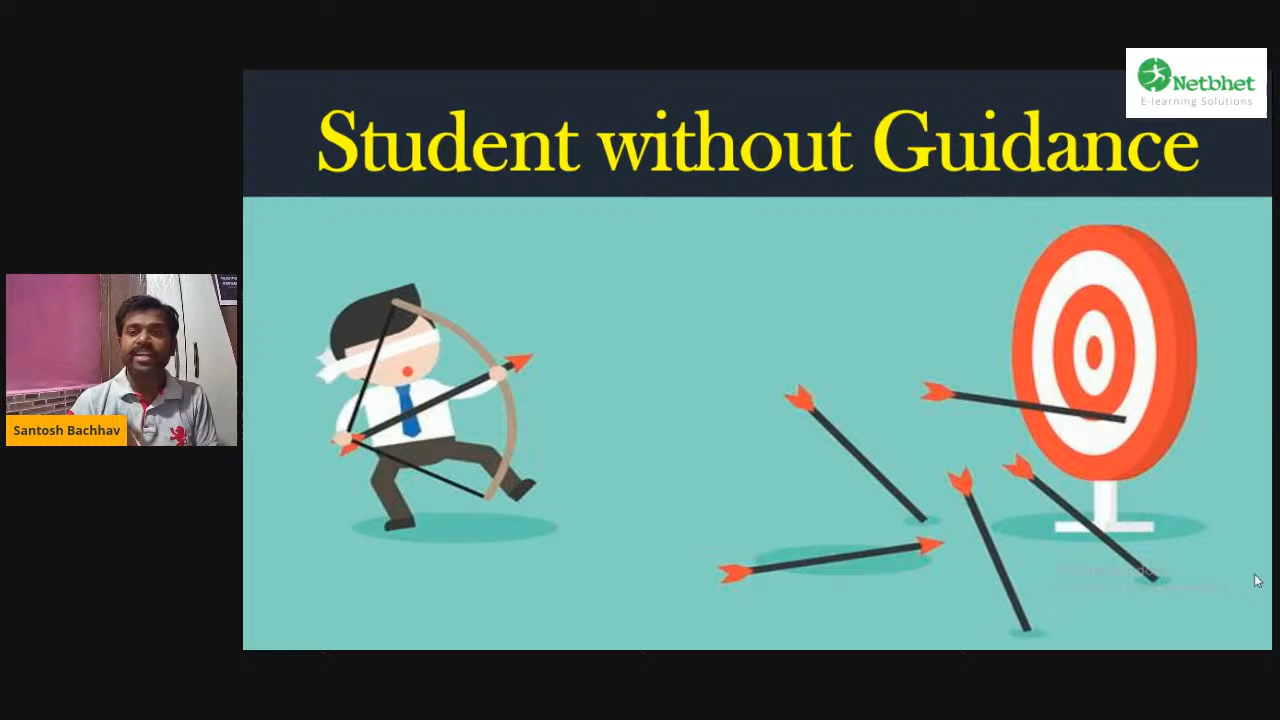 Student without Guidance
Netbhet
E-learning Solutions
Santosh Bachhav